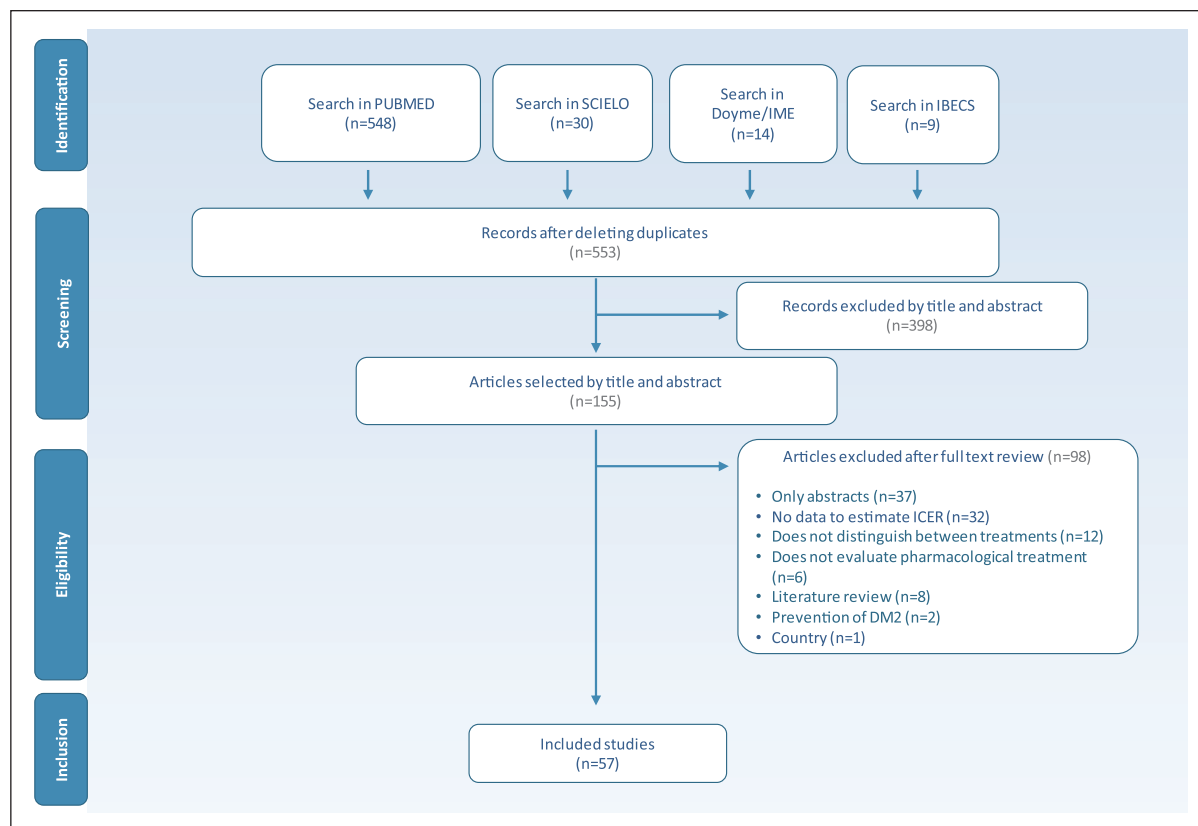 Identification
Search in PUBMED
(n=548)
Search in SCIELO
(n=30)
Search in
Doyme/IME
(n=14)
Search in IBECS
(n=9)
Screening
Records after deleting duplicates
(n=553)
Records excluded by title and abstract
(n=398)
Articles selected by title and abstract
(n=155)
Eligibility
Articles excluded after full text review (n=98)
• Only abstracts (n=37)
• No data to estimate ICER (n=32)
• Does not distinguish between treatments (n=12)
• Does not evaluate pharmacological treatment
(n=6)
• Literature review (n=8)
• Prevention of DM2 (n=2)
• Country (n=1)
Inclusion
Included studies
(n=57)